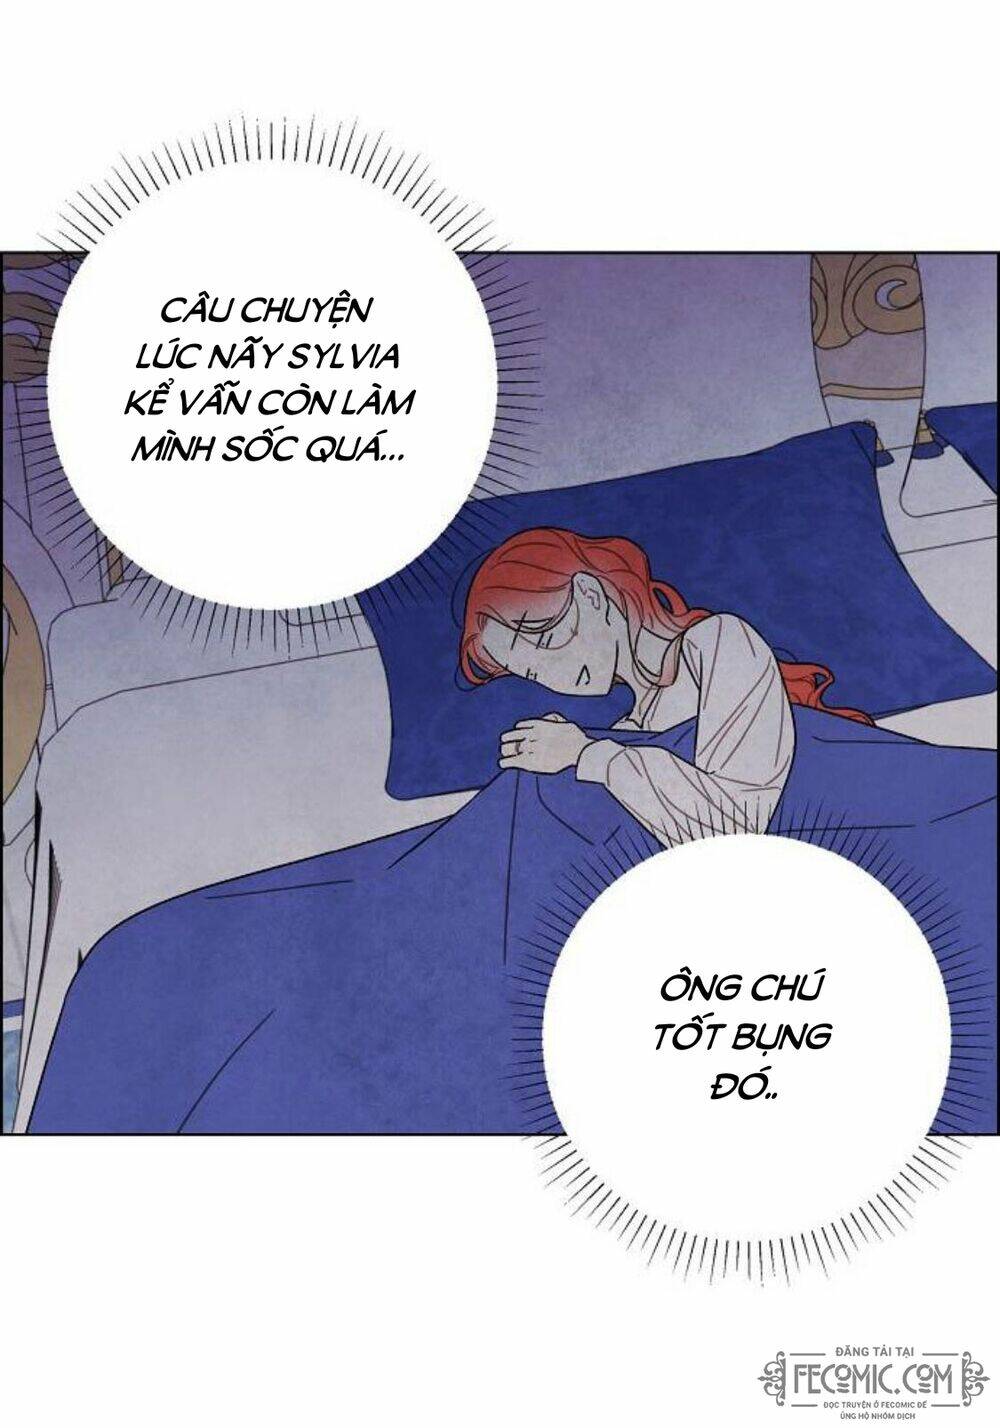 CÂU CHUYỆN
LÚC NÃY SYLVIA
KỂ VẪN CÒN LÀM
MÌNH SỐC QUÁ...
ÔNG CHÚ
TỐT BỤNG
ĐÓ..
ĐĂNG TẢI TẠI
FECOMIC.COM
ĐỌC TRUYỆN Ở FECOMIC ĐỂ
ỦNG HỘ NHÓM DỊCH